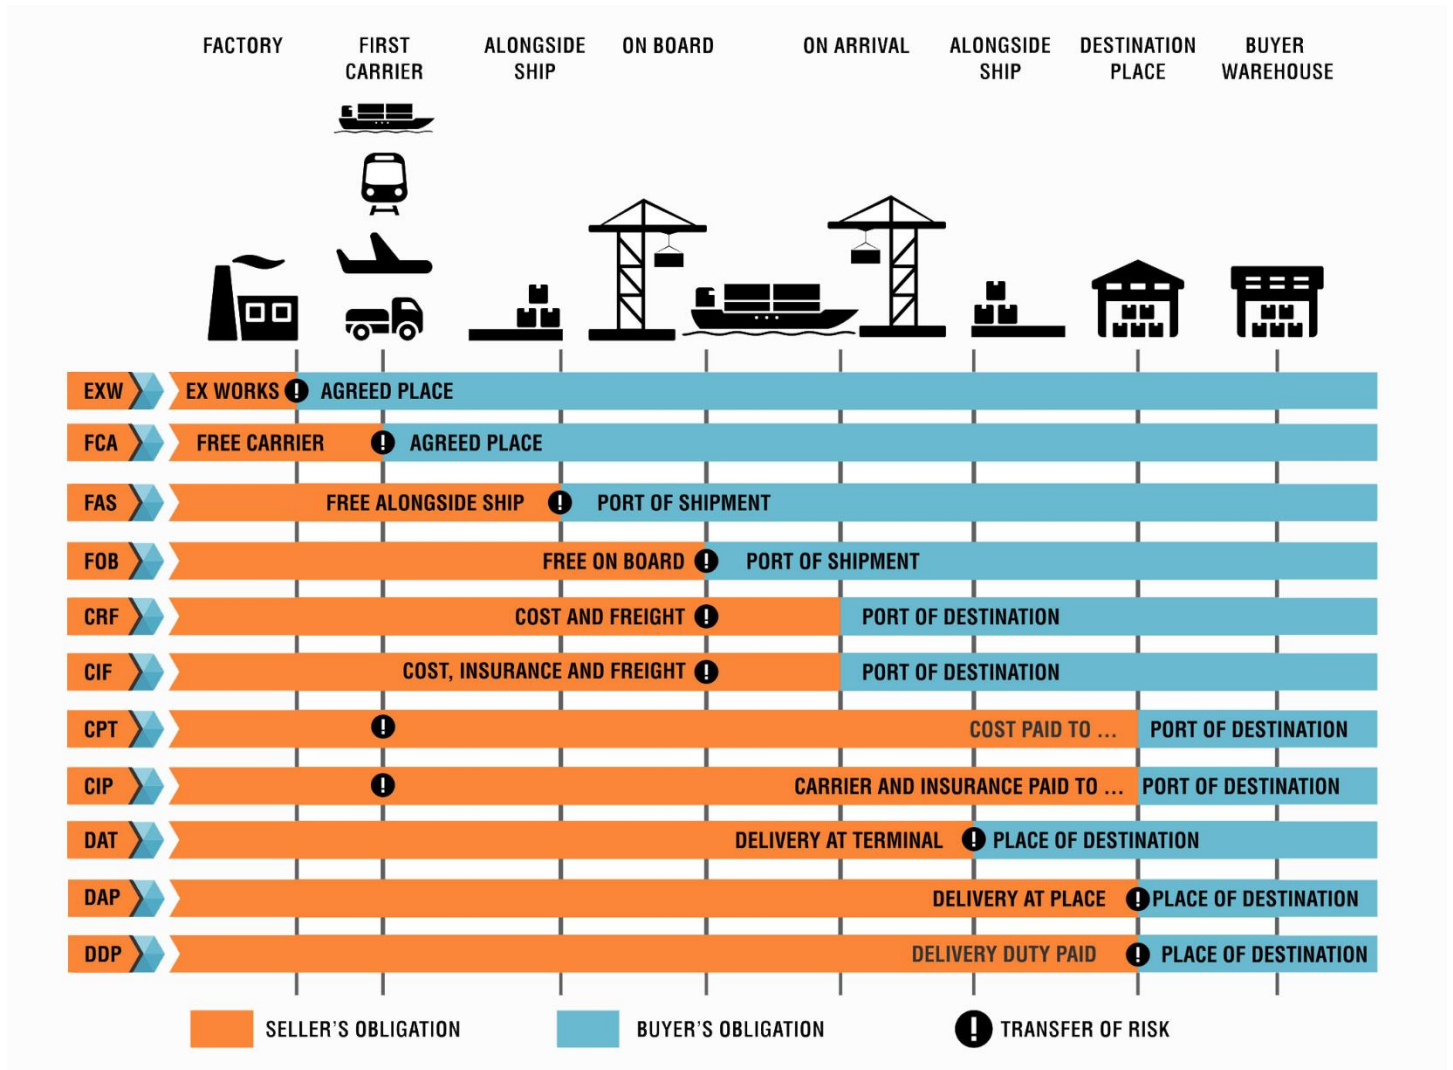 FACTORY
FIRST
CARRIER
ALONGSIDE
SHIP
ON BOARD
ON ARRIVAL
ALONGSIDE
SHIP
DESTINATION
PLACE
BUYER
WAREHOUSE
EXW EX WORKS ! AGREED PLACE
FCA FREE CARRIER ! AGREED PLACE
FAS FREE ALONGSIDE SHIP ! PORT OF SHIPMENT
FOB FREE ON BOARD ! PORT OF SHIPMENT
CRF COST AND FREIGHT ! PORT OF DESTINATION
CIF COST, INSURANCE AND FREIGHT ! PORT OF DESTINATION
CPT ! COST PAID TO ... PORT OF DESTINATION
CIP ! CARRIER AND INSURANCE PAID TO ... PORT OF DESTINATION
DAT DELIVERY AT TERMINAL ! PLACE OF DESTINATION
DAP DELIVERY AT PLACE ! PLACE OF DESTINATION
DDP DELIVERY DUTY PAID ! PLACE OF DESTINATION
SELLER'S OBLIGATION BUYER'S OBLIGATION ! TRANSFER OF RISK